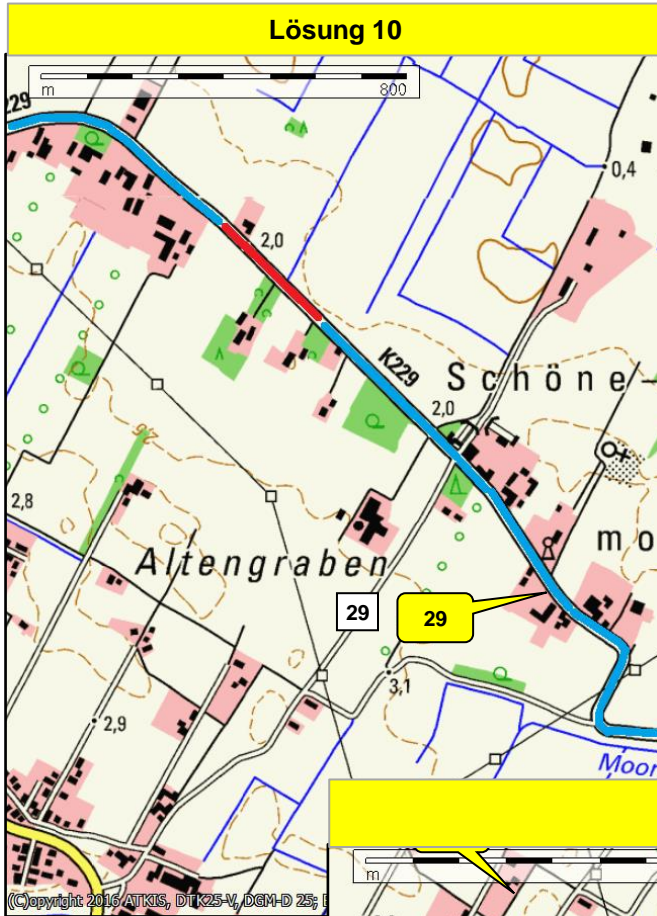 Lösung 10
m 800
229
0,4
2,0
K229
Schöne-
2,0
2,8
mo
Altengraben
29
29
3,1
2,9
Moor
m
(C)opyright 2016 ATKIS, DTK25-V, DGM-D 25;